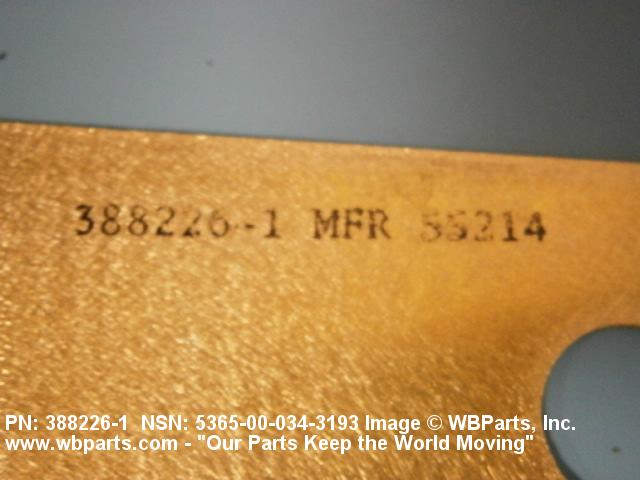 388226-1 MFR 55214
PN: 388226-1 NSN: 5365-00-034-3193 Image © WBParts, Inc.
www.wbparts.com - "Our Parts Keep the World Moving"